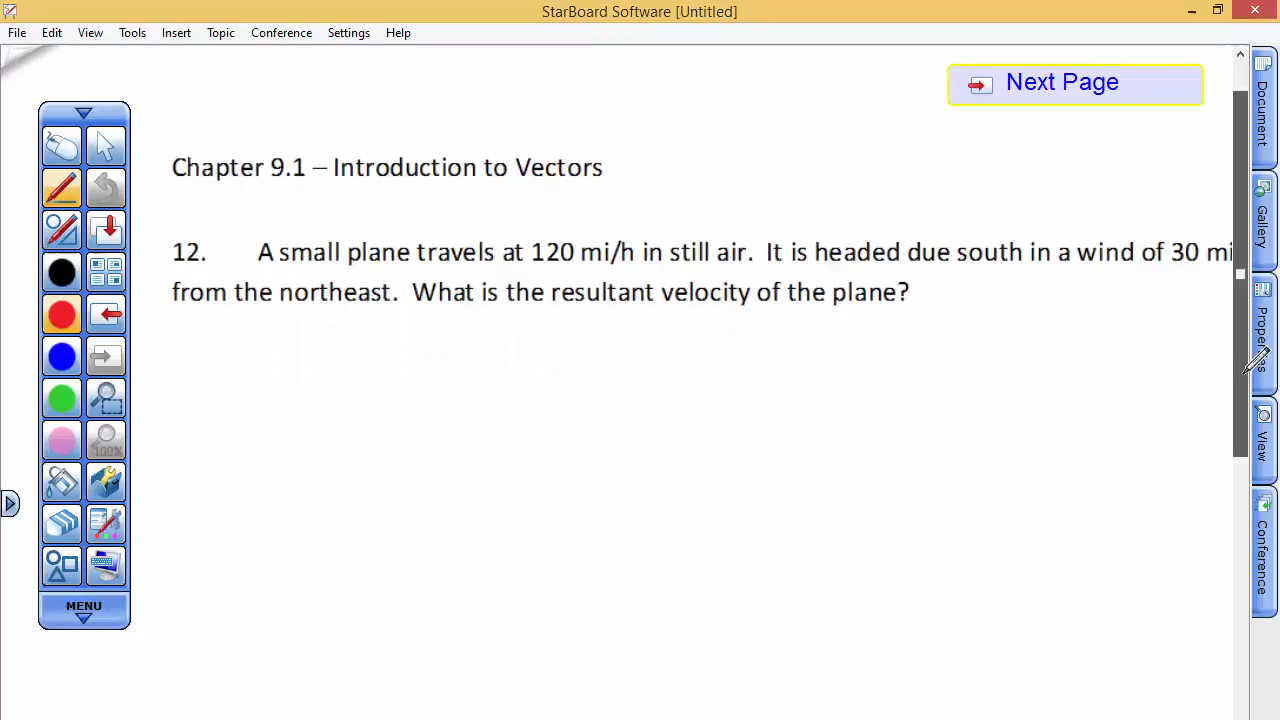 StarBoard Software [Untitled]
File Edit View Tools Insert Topic Conference Settings Help
Next Page
Chapter 9.1 – Introduction to Vectors
12. A small plane travels at 120 mi/h in still air. It is headed due south in a wind of 30 mi
from the northeast. What is the resultant velocity of the plane?
100%
MENU
Document
Gallery
Properties
View
Conference